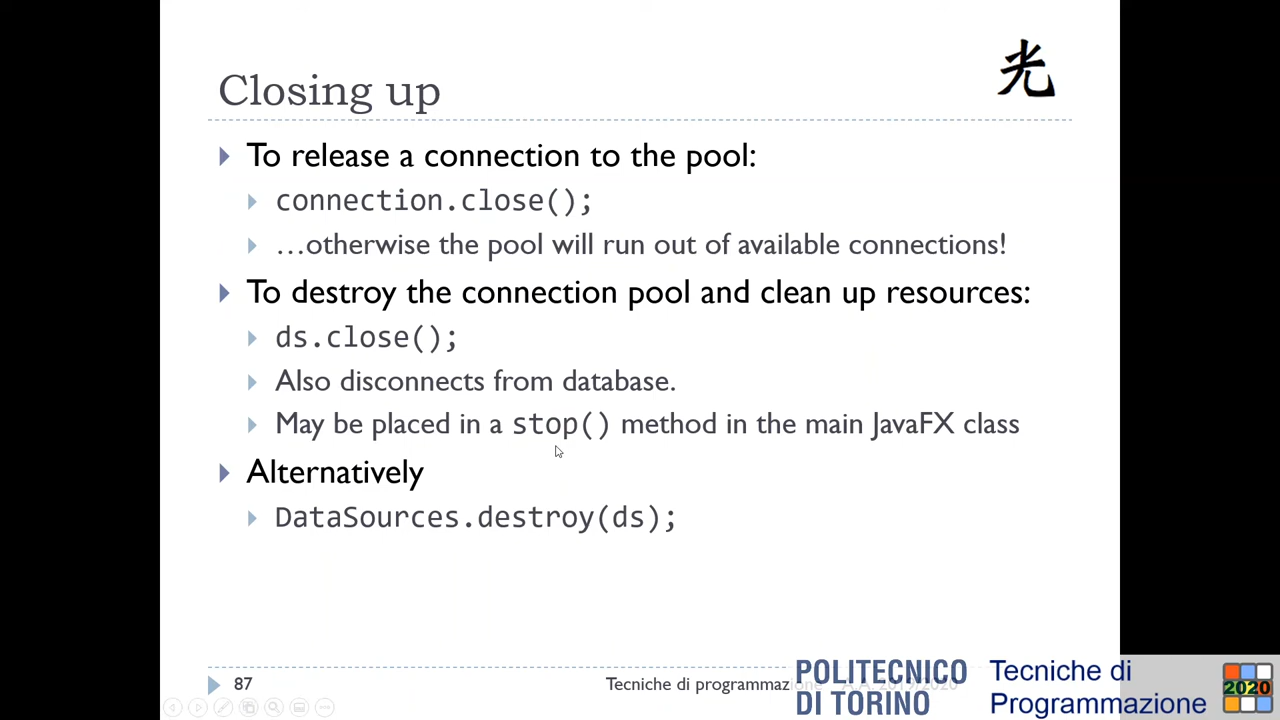 光
Closing up
To release a connection to the pool:
connection.close();
…otherwise the pool will run out of available connections!
To destroy the connection pool and clean up resources:
ds.close();
Also disconnects from database.
May be placed in a stop() method in the main JavaFX class
Alternatively
DataSources.destroy(ds);
87
Tecniche di programmazione A.A. 2019/2020
POLITECNICO
DI TORINO
Tecniche di
Programmazione
2020